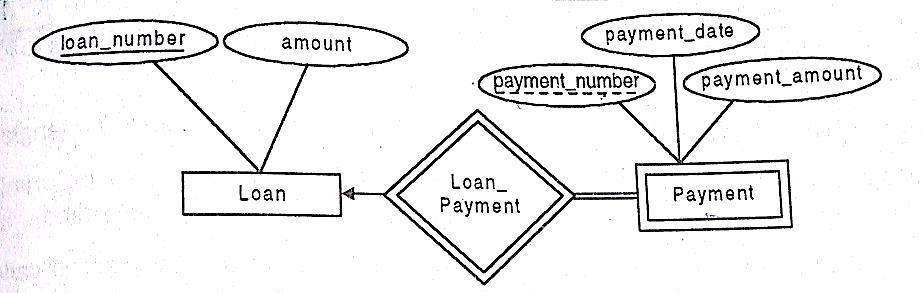 loan_number
amount
payment_date
payment_number
payment_amount
Loan
Loan_
Payment
Payment